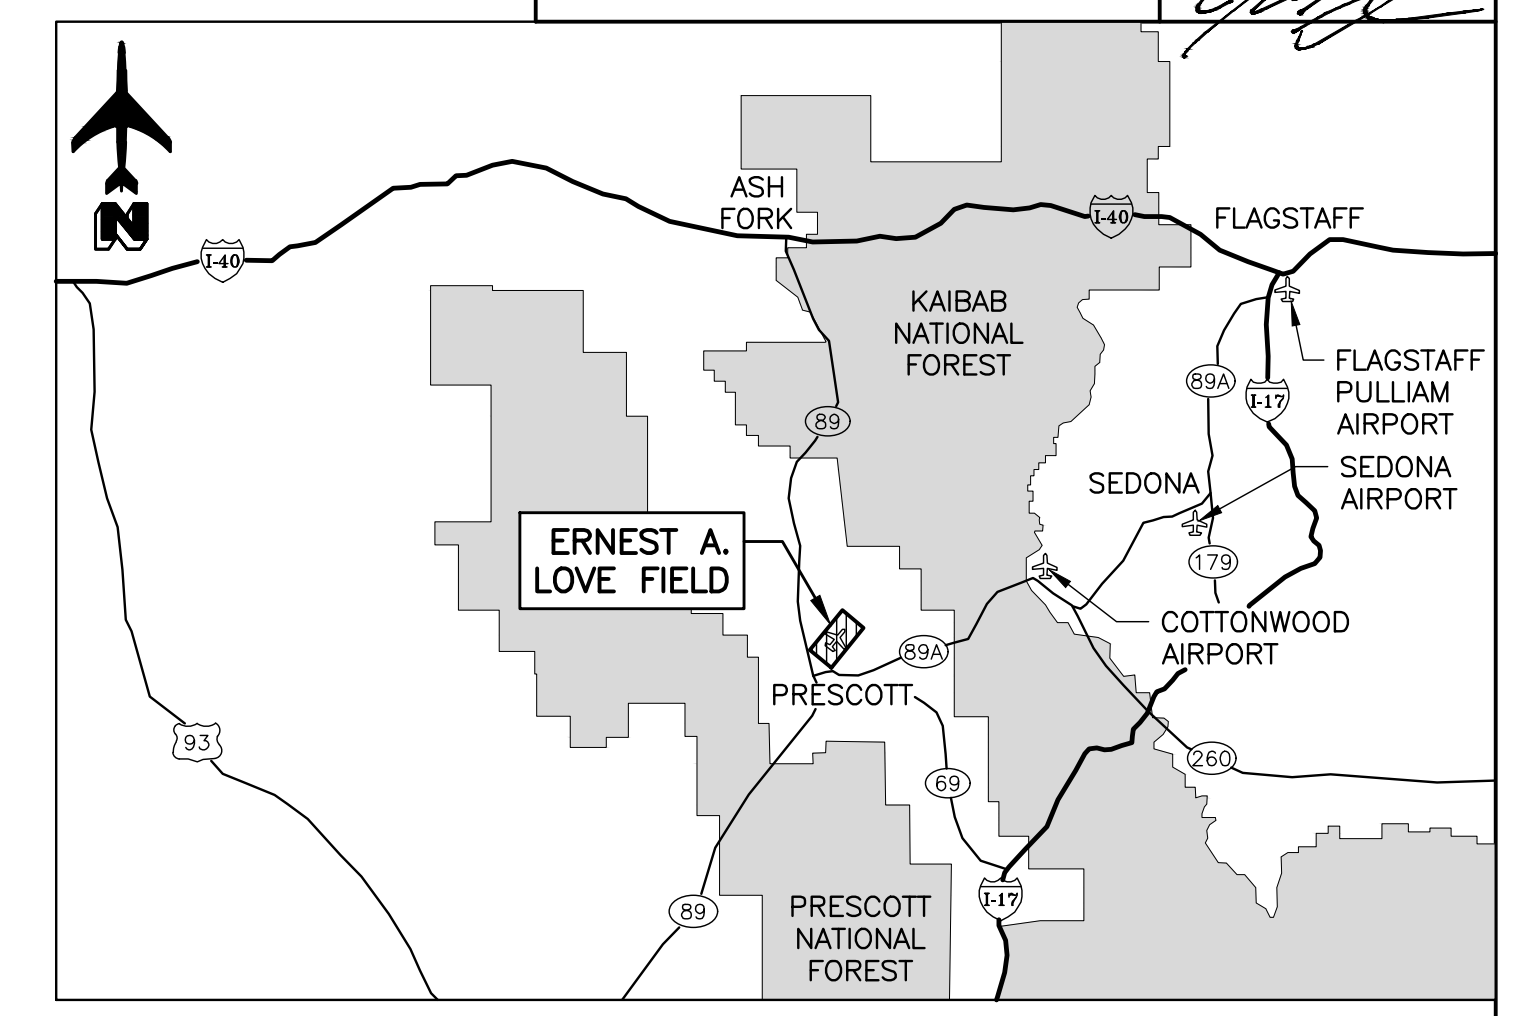 N
ASH
FORK
I-40
FLAGSTAFF
I-40
KAIBAB
NATIONAL
FOREST
FLAGSTAFF
PULLIAM
AIRPORT
89A
I-17
89
SEDONA
SEDONA
AIRPORT
ERNEST A.
LOVE FIELD
179
COTTONWOOD
AIRPORT
89A
PRESCOTT
93
260
69
I-17
89
PRESCOTT
NATIONAL
FOREST